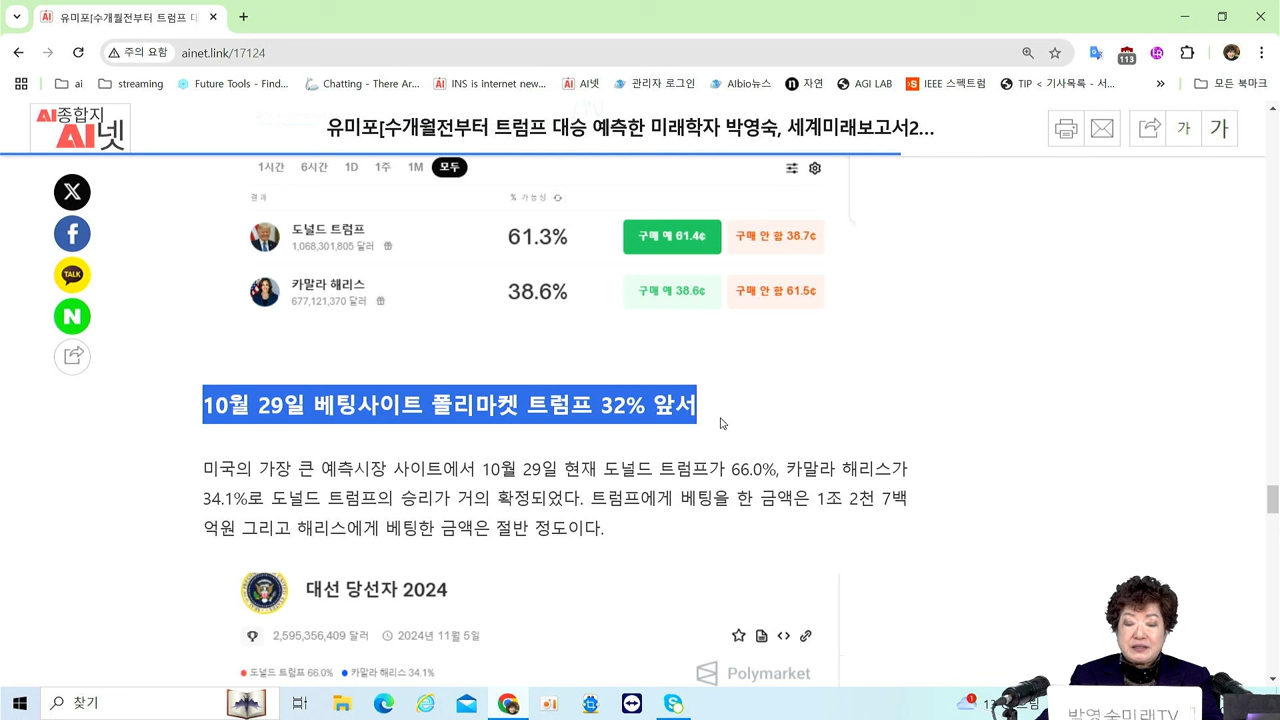 유미포[수개월전부터 트럼프 대
주의 요함
ainet.link/17124
113
ai
streaming
Future Tools - Find...
Chatting - There Ar...
INS is internet new...
AI넷
관리자 로그인
AIbio뉴스
자연
AGI LAB
IEEE 스펙트럼
TIP < 기사목록 - 서...
모든 북마크
AI종합지
AI넷
유미포[수개월전부터 트럼프 대승 예측한 미래학자 박영숙, 세계미래보고서2...
가
가
1시간 6시간 1D 1주 1M 모두
결과
% 가능성
도널드 트럼프
1,068,301,805 달러
61.3%
구매 예 61.4¢
구매 안 함 38.7¢
카말라 해리스
677,121,370 달러
38.6%
구매 예 38.6¢
구매 안 함 61.5¢
TALK
N
10월 29일 베팅사이트 폴리마켓 트럼프 32% 앞서
미국의 가장 큰 예측시장 사이트에서 10월 29일 현재 도널드 트럼프가 66.0%, 카말라 해리스가
34.1%로 도널드 트럼프의 승리가 거의 확정되었다. 트럼프에게 베팅을 한 금액은 1조 2천 7백
억원 그리고 해리스에게 베팅한 금액은 절반 정도이다.
대선 당선자 2024
2,595,356,409 달러
2024년 11월 5일
도널드 트럼프 66.0%
카말라 해리스 34.1%
Polymarket
찾기
박영숙미래TV